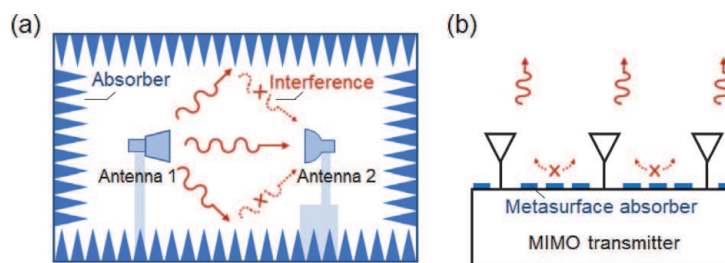 (a)
Absorber
Interference
Antenna 1
Antenna 2
(b)
Metasurface absorber
MIMO transmitter